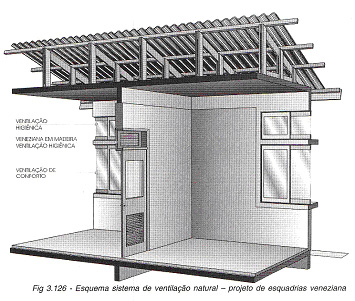 VENTILAÇÃO
HIGIÊNICA
VENEZIANA EM MADEIRA
VENTILAÇÃO HIGIÊNICA
VENTILAÇÃO DE
CONFORTO
Fig 3.126 - Esquema sistema de ventilação natural – projeto de esquadrias veneziana